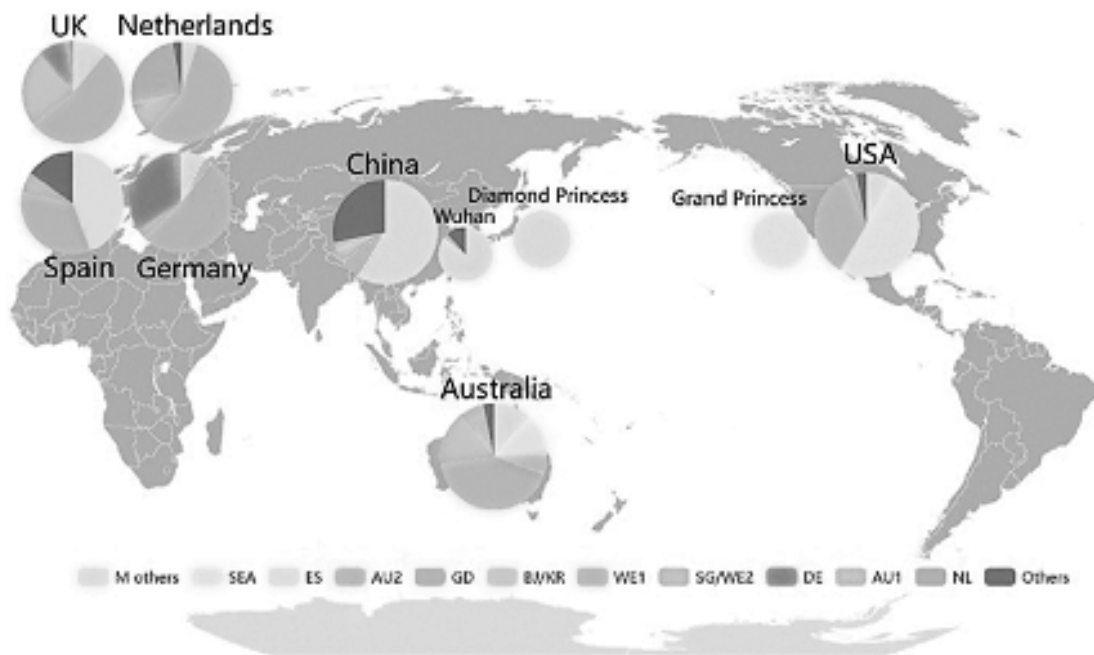 UK Netherlands
China
USA
Diamond Princess
Grand Princess
Wuhan
Spain Germany
Australia
M others SEA ES AU2 GD BJ/KR WE1 SG/WE2 DE AU1 NL Others